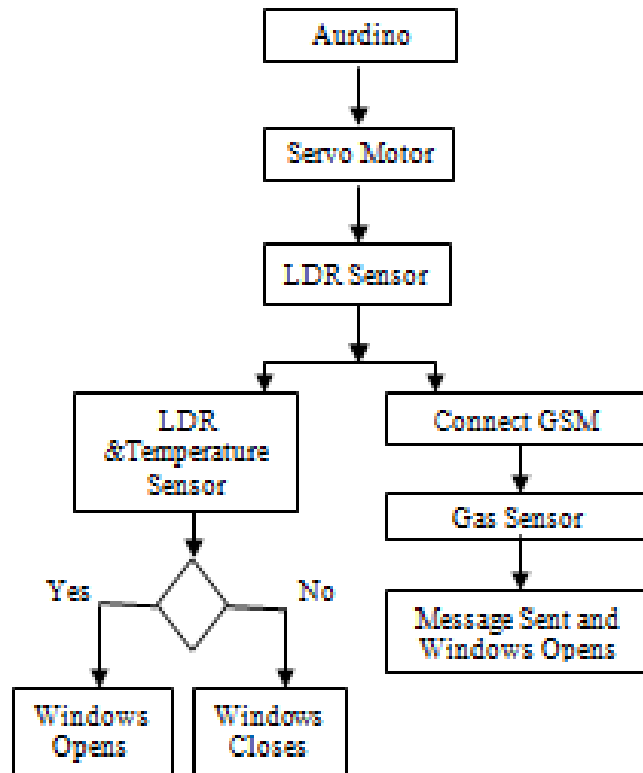 Aurdino
Servo Motor
LDR Sensor
LDR
&Temperature
Sensor
Connect GSM
Gas Sensor
Yes
No
Message Sent and
Windows Opens
Windows
Opens
Windows
Closes